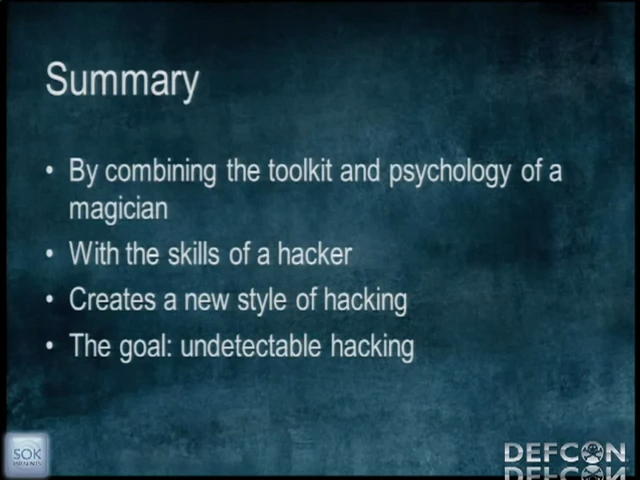 Summary
• By combining the toolkit and psychology of a
magician
• With the skills of a hacker
• Creates a new style of hacking
• The goal: undetectable hacking
SOK
DEFCON